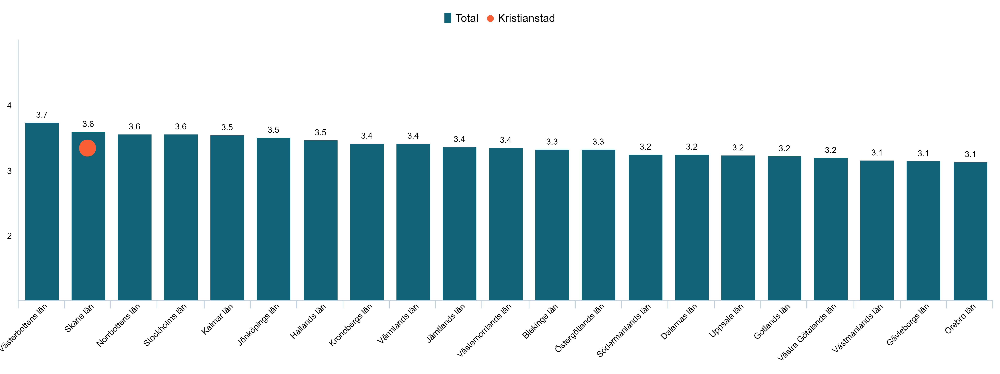 Total Kristianstad
4
3
2
3.7
3.6
3.6
3.6
3.5
3.5
3.5
3.4
3.4
3.4
3.4
3.3
3.3
3.2
3.2
3.2
3.2
3.2
3.1
3.1
3.1
Västerbottens län
Skåne län
Norrbottens län
Stockholms län
Kalmar län
Jönköpings län
Hallands län
Kronobergs län
Värmlands län
Jämtlands län
Västernorrlands län
Blekinge län
Östergötlands län
Södermanlands län
Dalarnas län
Uppsala län
Gotlands län
Västra Götalands län
Västmanlands län
Gävleborgs län
Örebro län